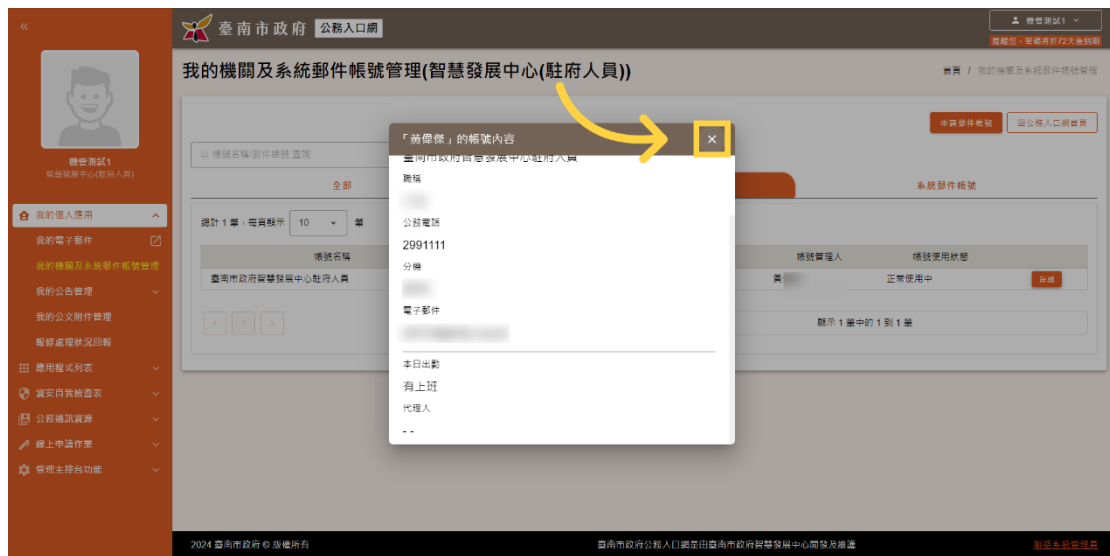 臺南市政府 公務入口網
機管測試1
提醒您，密碼將於72天後到期
機管測試1
智慧發展中心(駐府人員)
我的個人應用
我的電子郵件
我的機關及系統郵件帳號管理
我的公告管理
我的公文附件管理
報修處理狀況回報
應用程式列表
資安自我檢查表
公務通訊資源
線上申請作業
管理主控台功能
我的機關及系統郵件帳號管理(智慧發展中心(駐府人員))
首頁 / 我的機關及系統郵件帳號管理
申請郵件帳號
回公務入口網首頁
以 帳號名稱/郵件帳號 查詢
全部
系統郵件帳號
總計 1 筆，每頁顯示 10 筆
帳號名稱
帳號管理人
帳號使用狀態
臺南市政府智慧發展中心駐府人員
黃
正常使用中
1
顯示 1 筆中的 1 到 1 筆
「黃偉傑」的帳號內容
臺南市政府智慧發展中心駐府人員
職稱
公務電話
2991111
分機
電子郵件
本日出勤
有上班
代理人
- -
2024 臺南市政府 © 版權所有
臺南市政府公務入口網是由臺南市政府智慧發展中心開發及維護
聯絡系統管理員